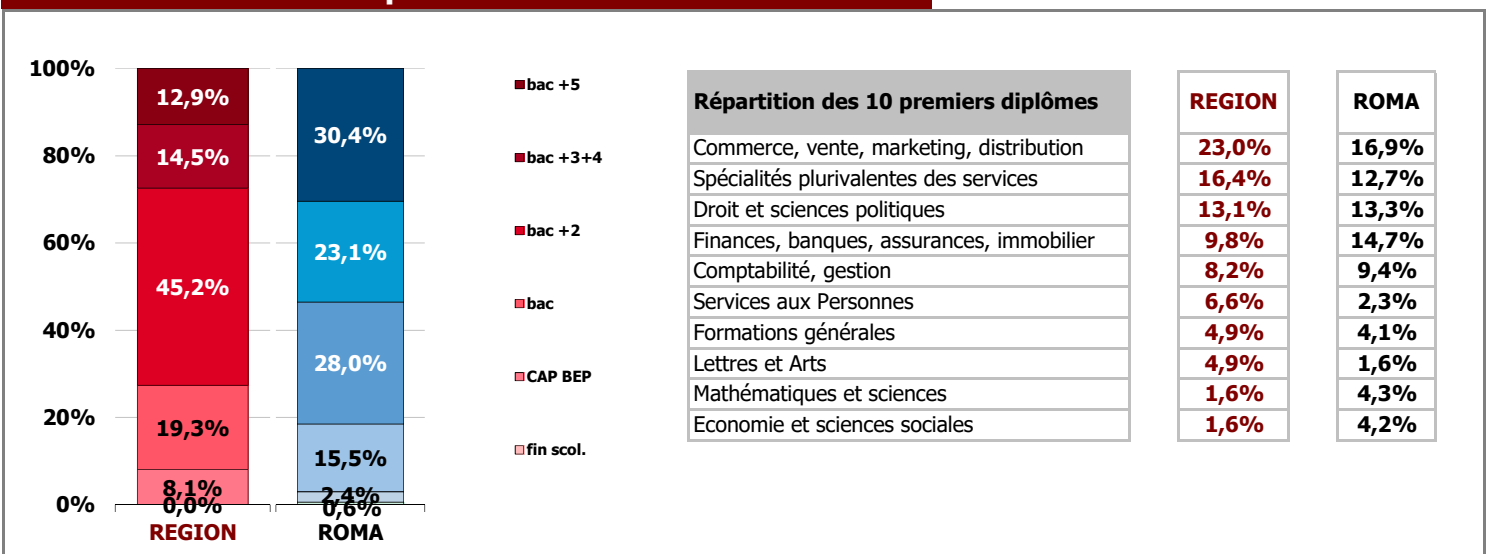 100%
80%
60%
40%
20%
0%
12,9%
14,5%
45,2%
19,3%
8,1%
0,0%
REGION
30,4%
23,1%
28,0%
15,5%
2,4%
0,6%
ROMA
bac +5
bac +3+4
bac +2
bac
CAP BEP
fin scol.
Répartition des 10 premiers diplômes REGION ROMA
Commerce, vente, marketing, distribution 23,0% 16,9%
Spécialités plurivalentes des services 16,4% 12,7%
Droit et sciences politiques 13,1% 13,3%
Finances, banques, assurances, immobilier 9,8% 14,7%
Comptabilité, gestion 8,2% 9,4%
Services aux Personnes 6,6% 2,3%
Formations générales 4,9% 4,1%
Lettres et Arts 4,9% 1,6%
Mathématiques et sciences 1,6% 4,3%
Economie et sciences sociales 1,6% 4,2%